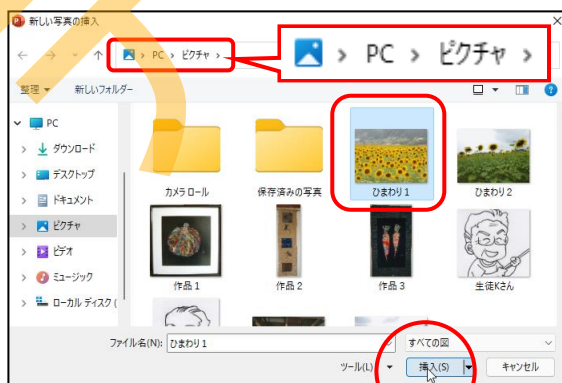 新しい写真の挿入
PC > ピクチャ >
PC > ピクチャ >
整理 新しいフォルダー
PC
ダウンロード
デスクトップ
ドキュメント
ピクチャ
ビデオ
ミュージック
ローカル ディスク (
カメラロール 保存済みの写真 ひまわり1 ひまわり2
作品1 作品2 作品3 生徒Kさん
ファイル名(N): ひまわり1 すべての図
ツール(L) 挿入(S) キャンセル